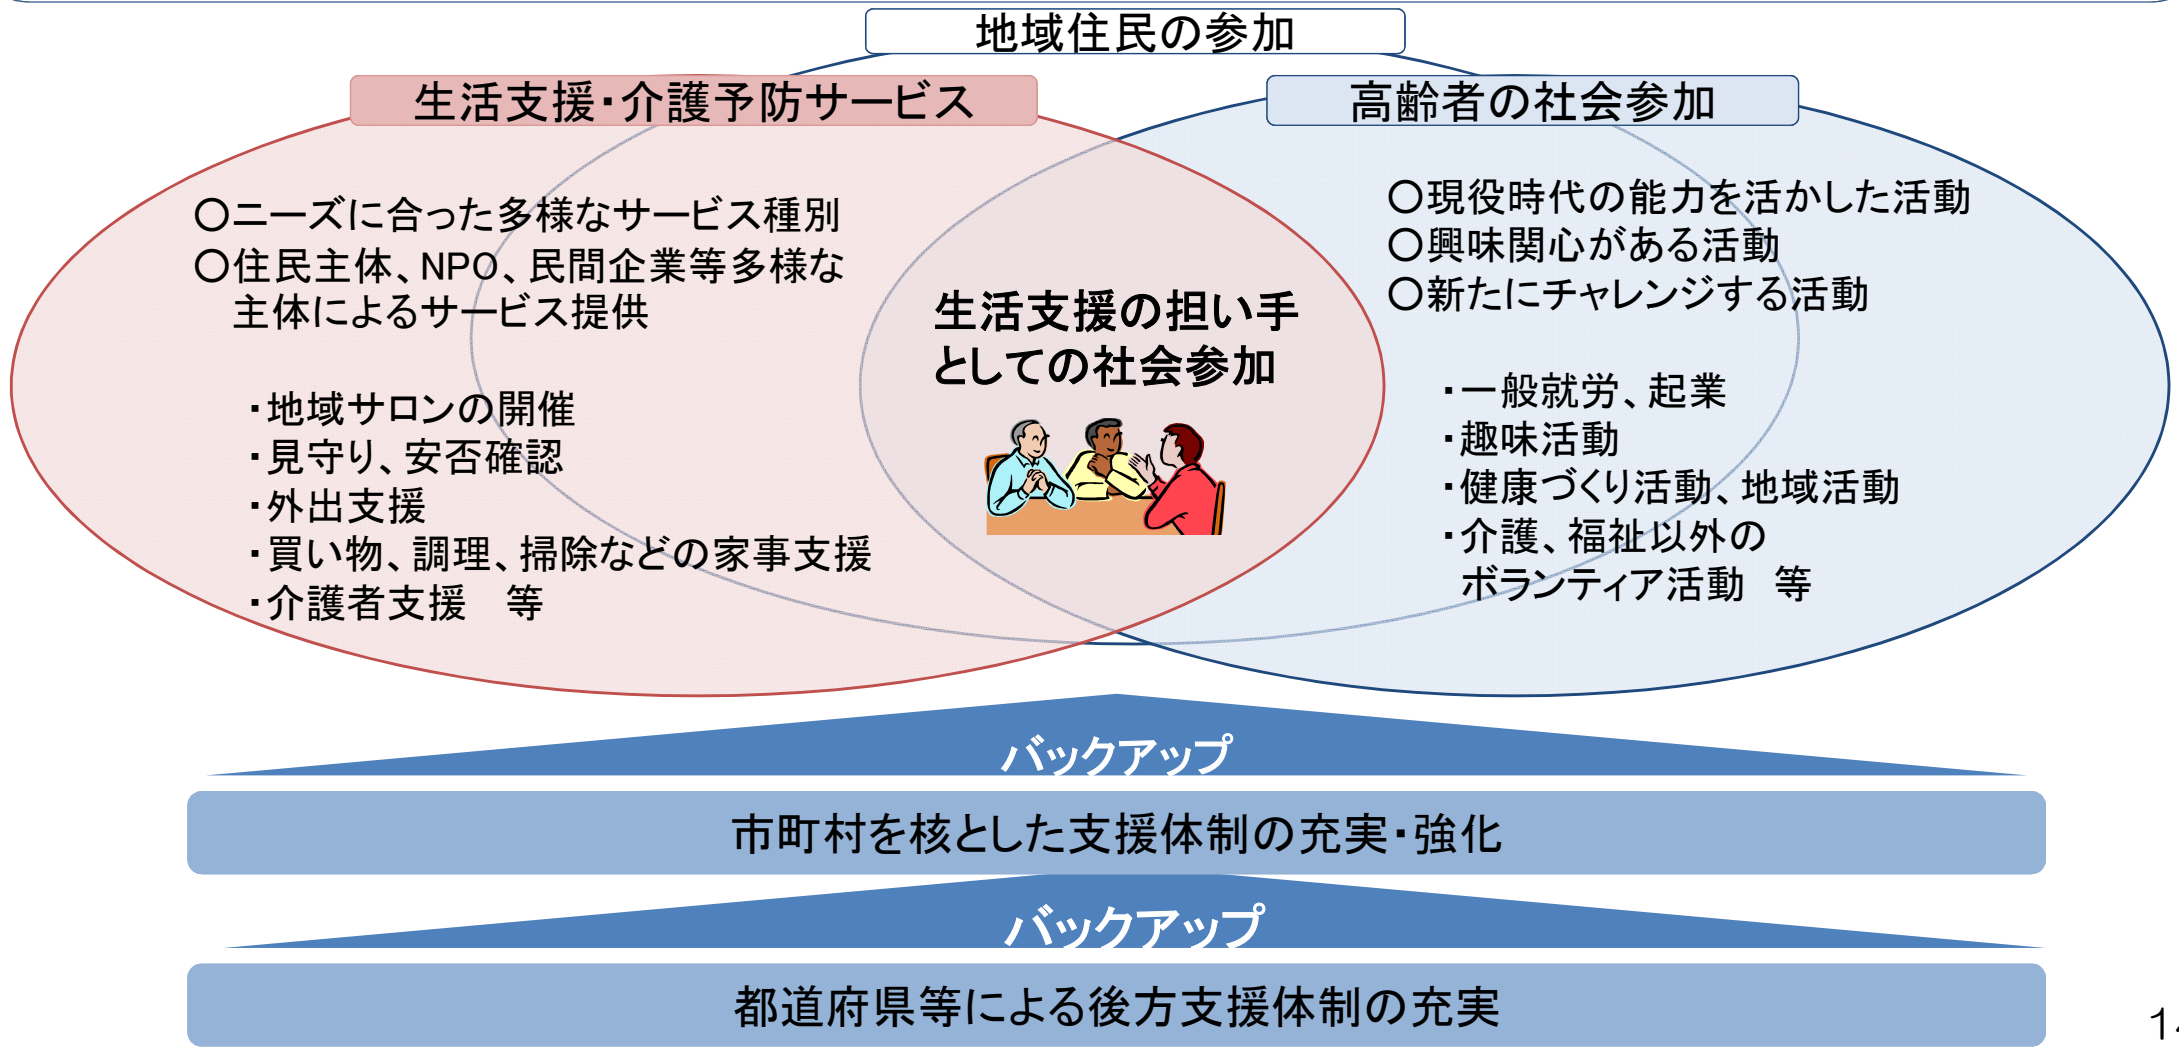 地域住民の参加
生活支援・介護予防サービス
○ニーズに合った多様なサービス種別
○住民主体、NPO、民間企業等多様な
主体によるサービス提供
・地域サロンの開催
・見守り、安否確認
・外出支援
・買い物、調理、掃除などの家事支援
・介護者支援　等
生活支援の担い手
としての社会参加
高齢者の社会参加
○現役時代の能力を活かした活動
○興味関心がある活動
○新たにチャレンジする活動
・一般就労、起業
・趣味活動
・健康づくり活動、地域活動
・介護、福祉以外の
ボランティア活動　等
バックアップ
市町村を核とした支援体制の充実・強化
バックアップ
都道府県等による後方支援体制の充実